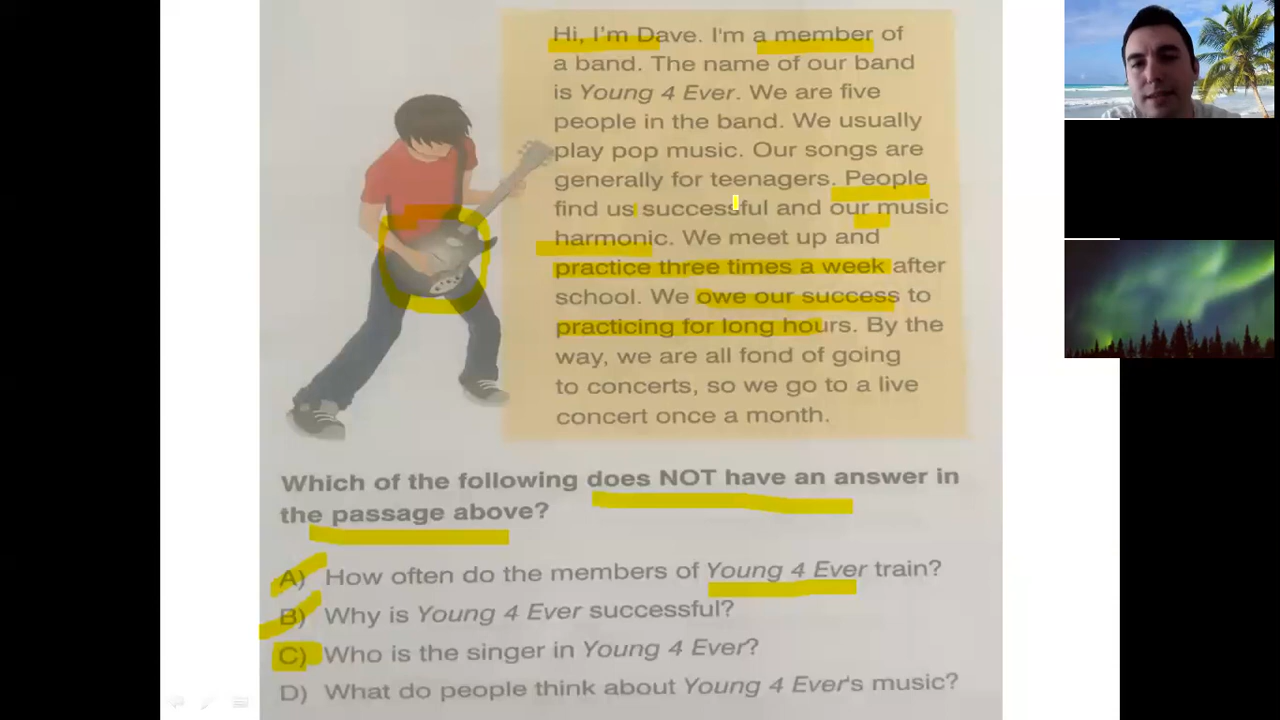 Hi, I'm Dave. I'm a member of
a band. The name of our band
is Young 4 Ever. We are five
people in the band. We usually
play pop music. Our songs are
generally for teenagers. People
find us successful and our music
harmonic. We meet up and
practice three times a week after
school. We owe our success to
practicing for long hours. By the
way, we are all fond of going
to concerts, so we go to a live
concert once a month.
Which of the following does NOT have an answer in
the passage above?
A) How often do the members of Young 4 Ever train?
B) Why is Young 4 Ever successful?
C) Who is the singer in Young 4 Ever?
D) What do people think about Young 4 Ever's music?